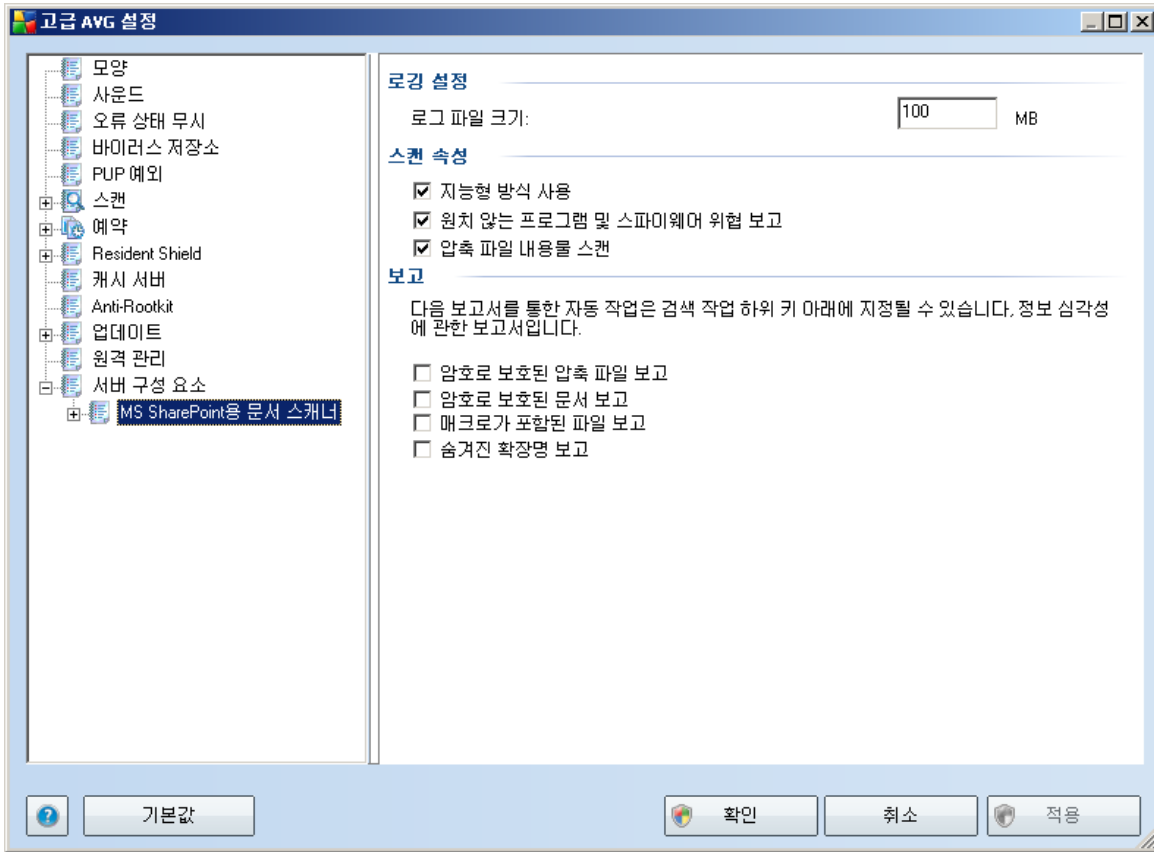 고급 AVG 설정
모양
사운드
오류 상태 무시
바이러스 저장소
PUP 예외
스캔
예약
Resident Shield
캐시 서버
Anti-Rootkit
업데이트
원격 관리
서버 구성 요소
MS SharePoint용 문서 스캐너
로깅 설정
로그 파일 크기: 100 MB
스캔 속성
지능형 방식 사용
원치 않는 프로그램 및 스파이웨어 위협 보고
압축 파일 내용물 스캔
보고
다음 보고서를 통한 자동 작업은 검색 작업 하위 키 아래에 지정될 수 있습니다, 정보 심각성
에 관한 보고서입니다.
암호로 보호된 압축 파일 보고
암호로 보호된 문서 보고
매크로가 포함된 파일 보고
숨겨진 확장명 보고
기본값 확인 취소 적용